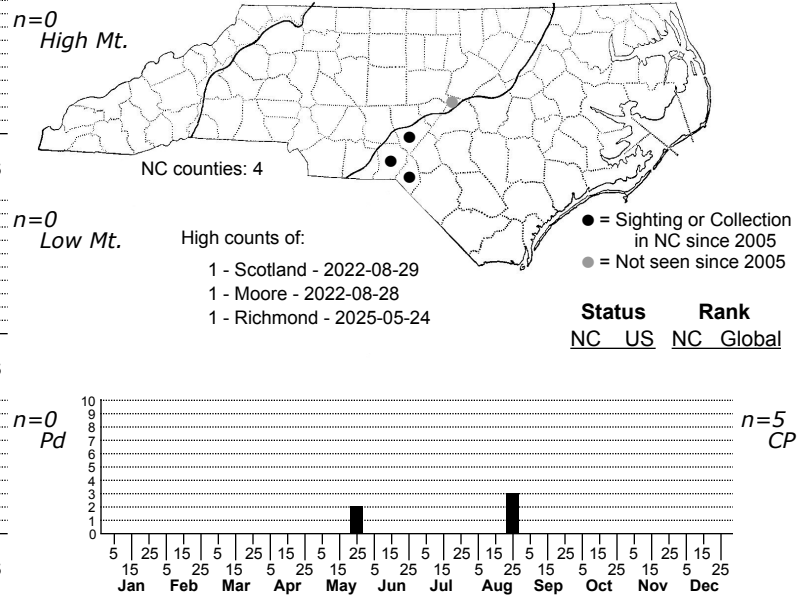 n=0
High Mt.
NC counties: 4
n=0
Low Mt.
High counts of:
1 - Scotland - 2022-08-29
1 - Moore - 2022-08-28
1 - Richmond - 2025-05-24
= Sighting or Collection
in NC since 2005
= Not seen since 2005
Status Rank
NC US NC Global
n=0
Pd
n=5
CP
10
9
8
7
6
5
4
3
2
1
0
5 25 15 5 25 15 5 25 15 5 25 15 5 25 15 5 25 15
15 5 25 15 5 25 15 5 25 15 5 25 15 5 25 15 5 25
Jan Feb Mar Apr May Jun Jul Aug Sep Oct Nov Dec